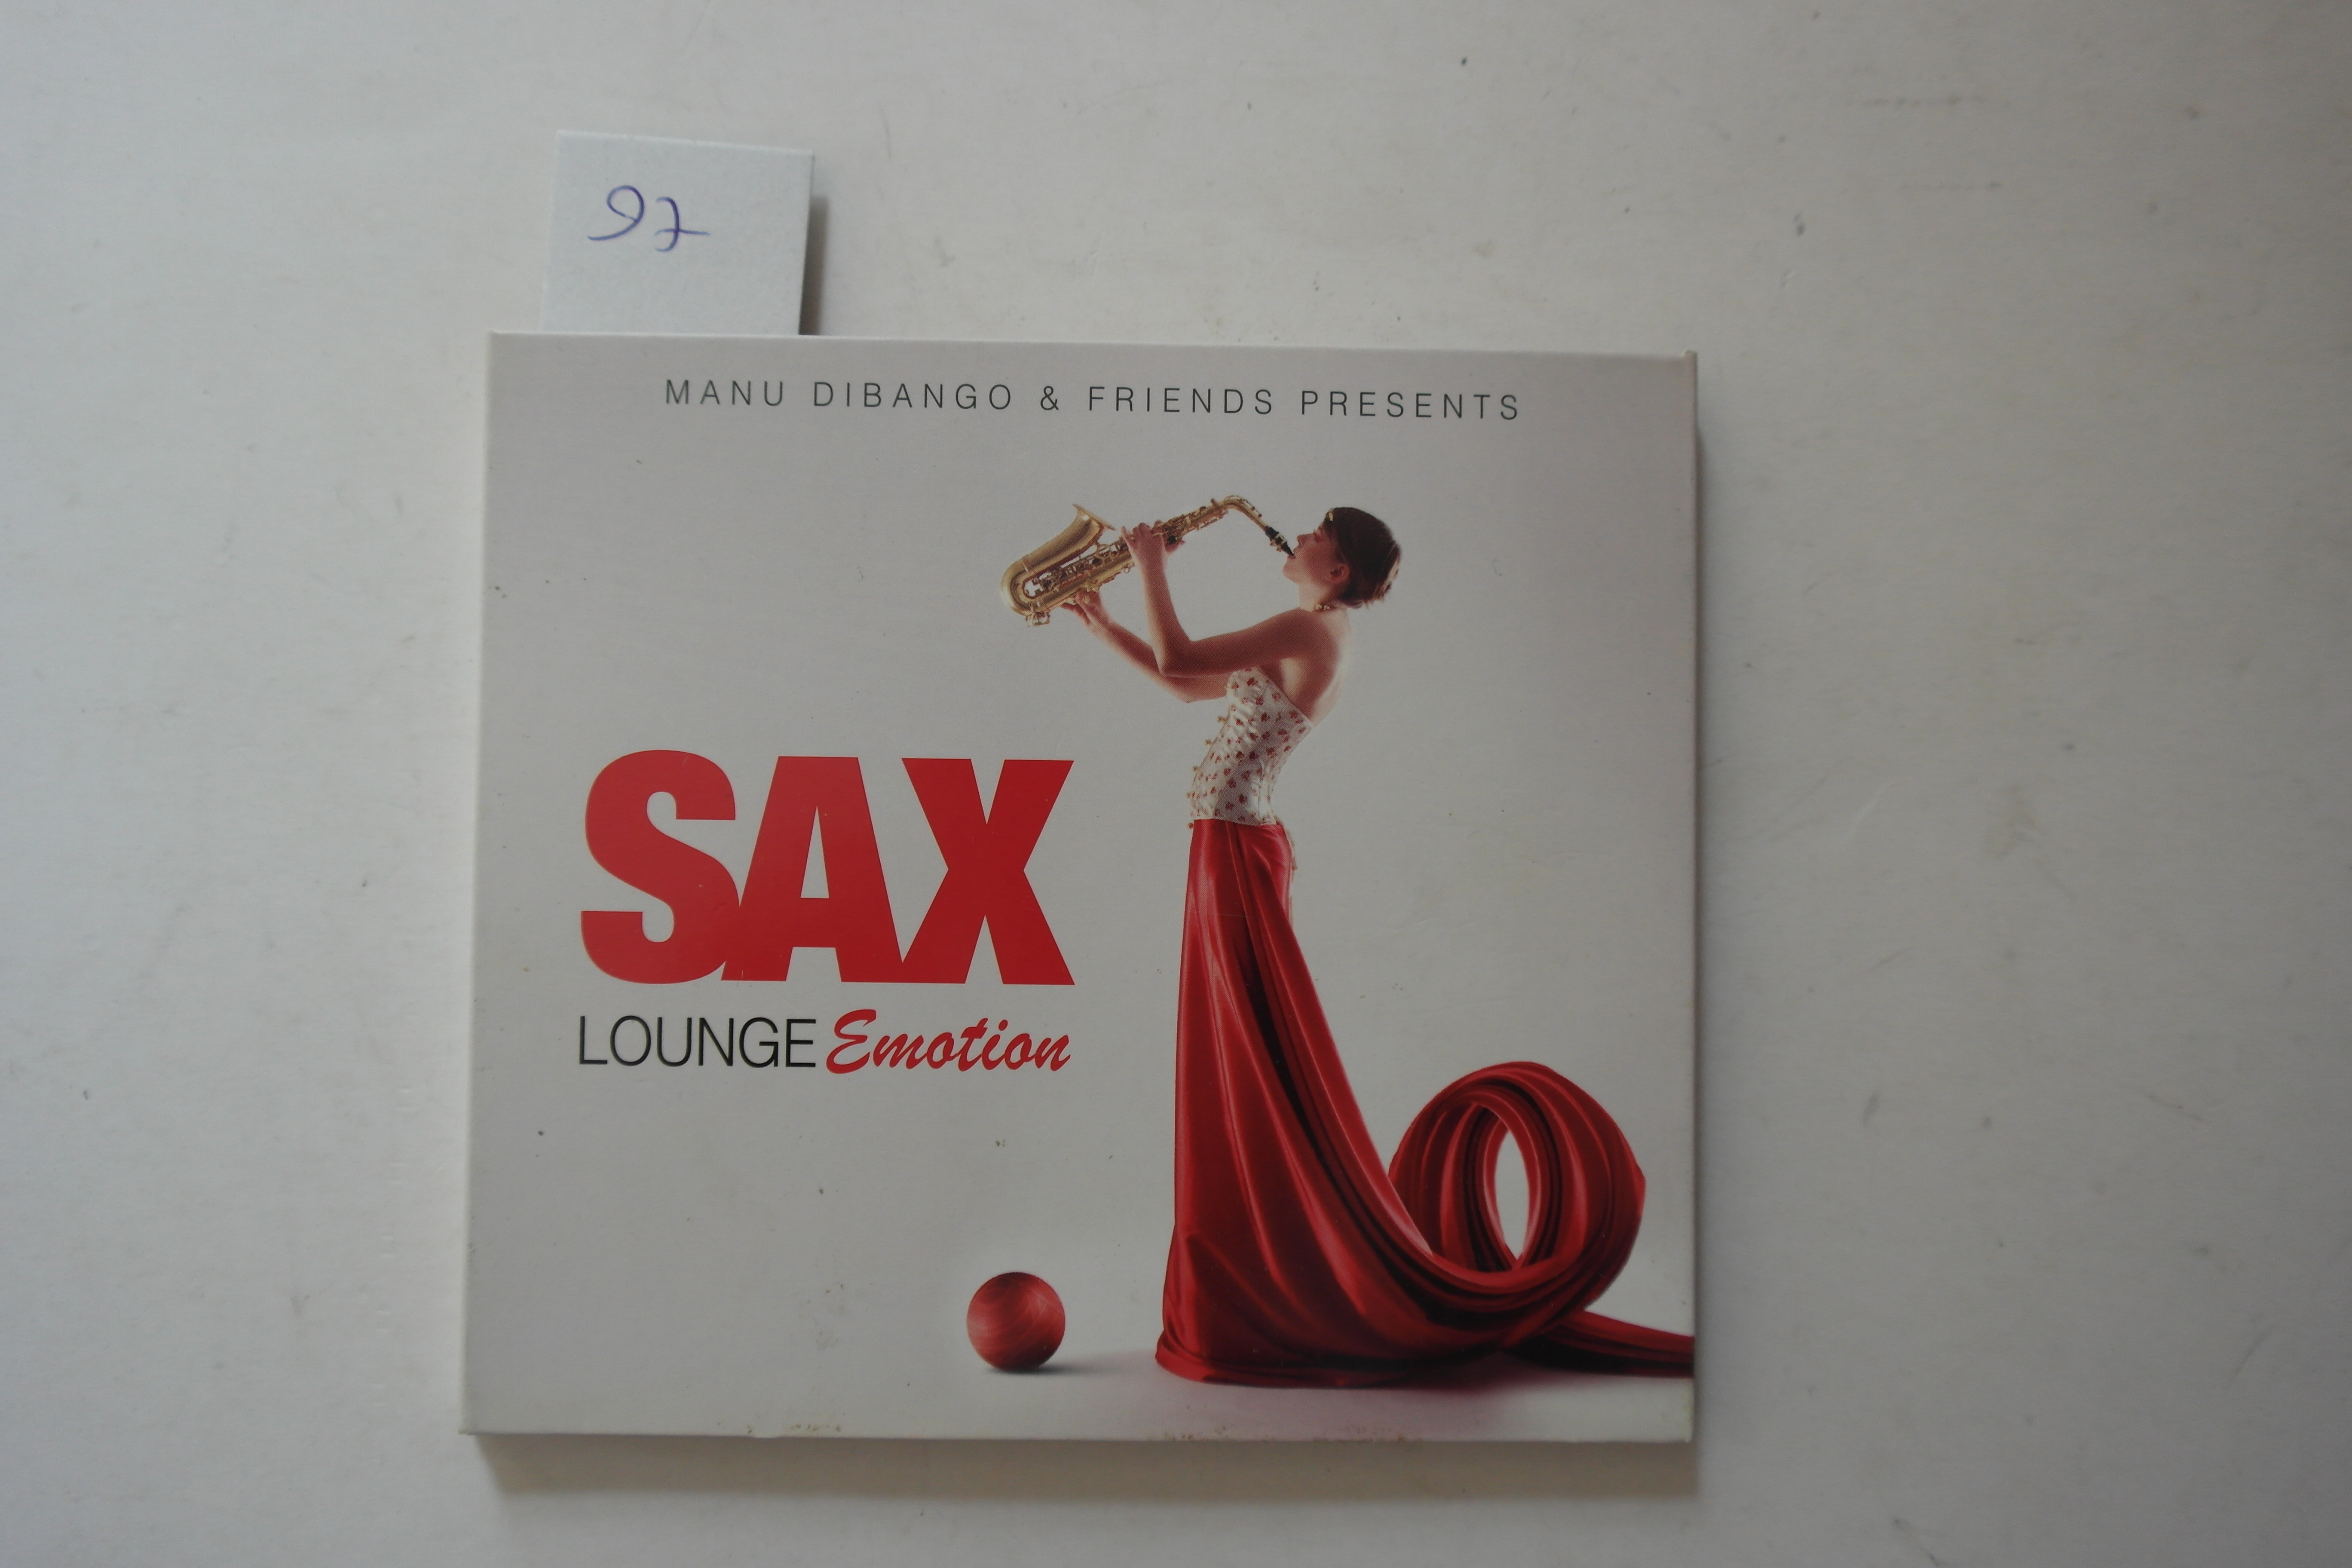 97
MANU DIBANGO & FRIENDS PRESENTS
SAX
LOUNGE Emotion